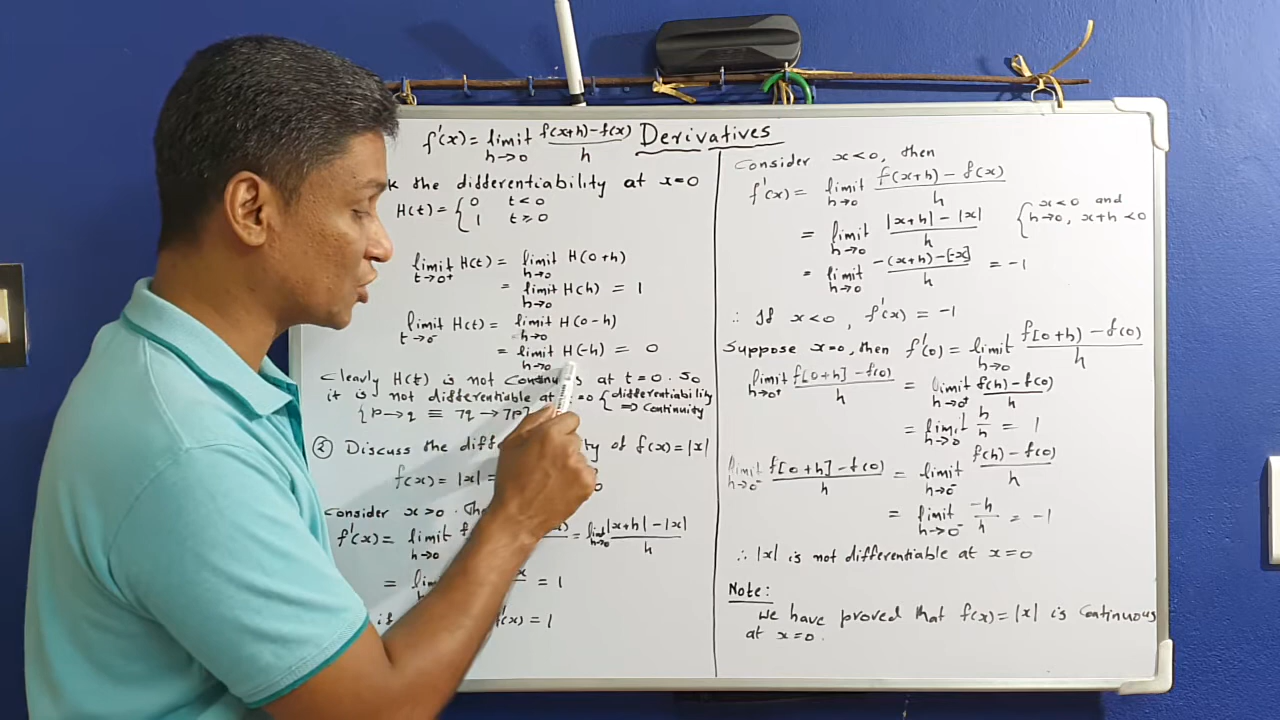 f'(x) = limit f(x+h)-f(x) Derivatives
h→0 h
the differentiability at x=0
H(t) = { 0 t < 0
1 t ≥ 0
limit H(t) = limit H(0+h)
t→0⁺ h→0
= limit H(h) = 1
h→0
limit H(t) = limit H(0-h)
t→0⁻ h→0
= limit H(-h) = 0
h→0
Clearly H(t) is not at t=0. So
it is not differentiable at =0 { differentiability
⇒ continuity
{ p→q ≡ ¬q→¬p }
② Discuss the of f(x)=|x|
f(x) = |x| =
Consider x>0.
f'(x) = limit = limit |x+h|-|x|
h→0 h→0 h
= = 1
if f'(x) = 1
Consider x<0, then
f'(x) = limit f(x+h)-f(x)
h→0 h
= limit |x+h|-|x| { x<0 and
h→0 h h→0, x+h<0
= limit -(x+h)-[-x] = -1
h→0 h
∴ If x<0, f'(x) = -1
Suppose x=0, then f'(0) = limit f[0+h]-f(0)
h→0 h
limit f[0+h]-f(0) = limit f(h)-f(0)
h→0⁺ h h→0⁺ h
= limit h = 1
h→0⁺ h
limit f[0+h]-f(0) = limit f(h)-f(0)
h→0⁻ h h→0⁻ h
= limit -h = -1
h→0⁻ h
∴ |x| is not differentiable at x=0
Note:
We have proved that f(x)=|x| is continuous
at x=0.